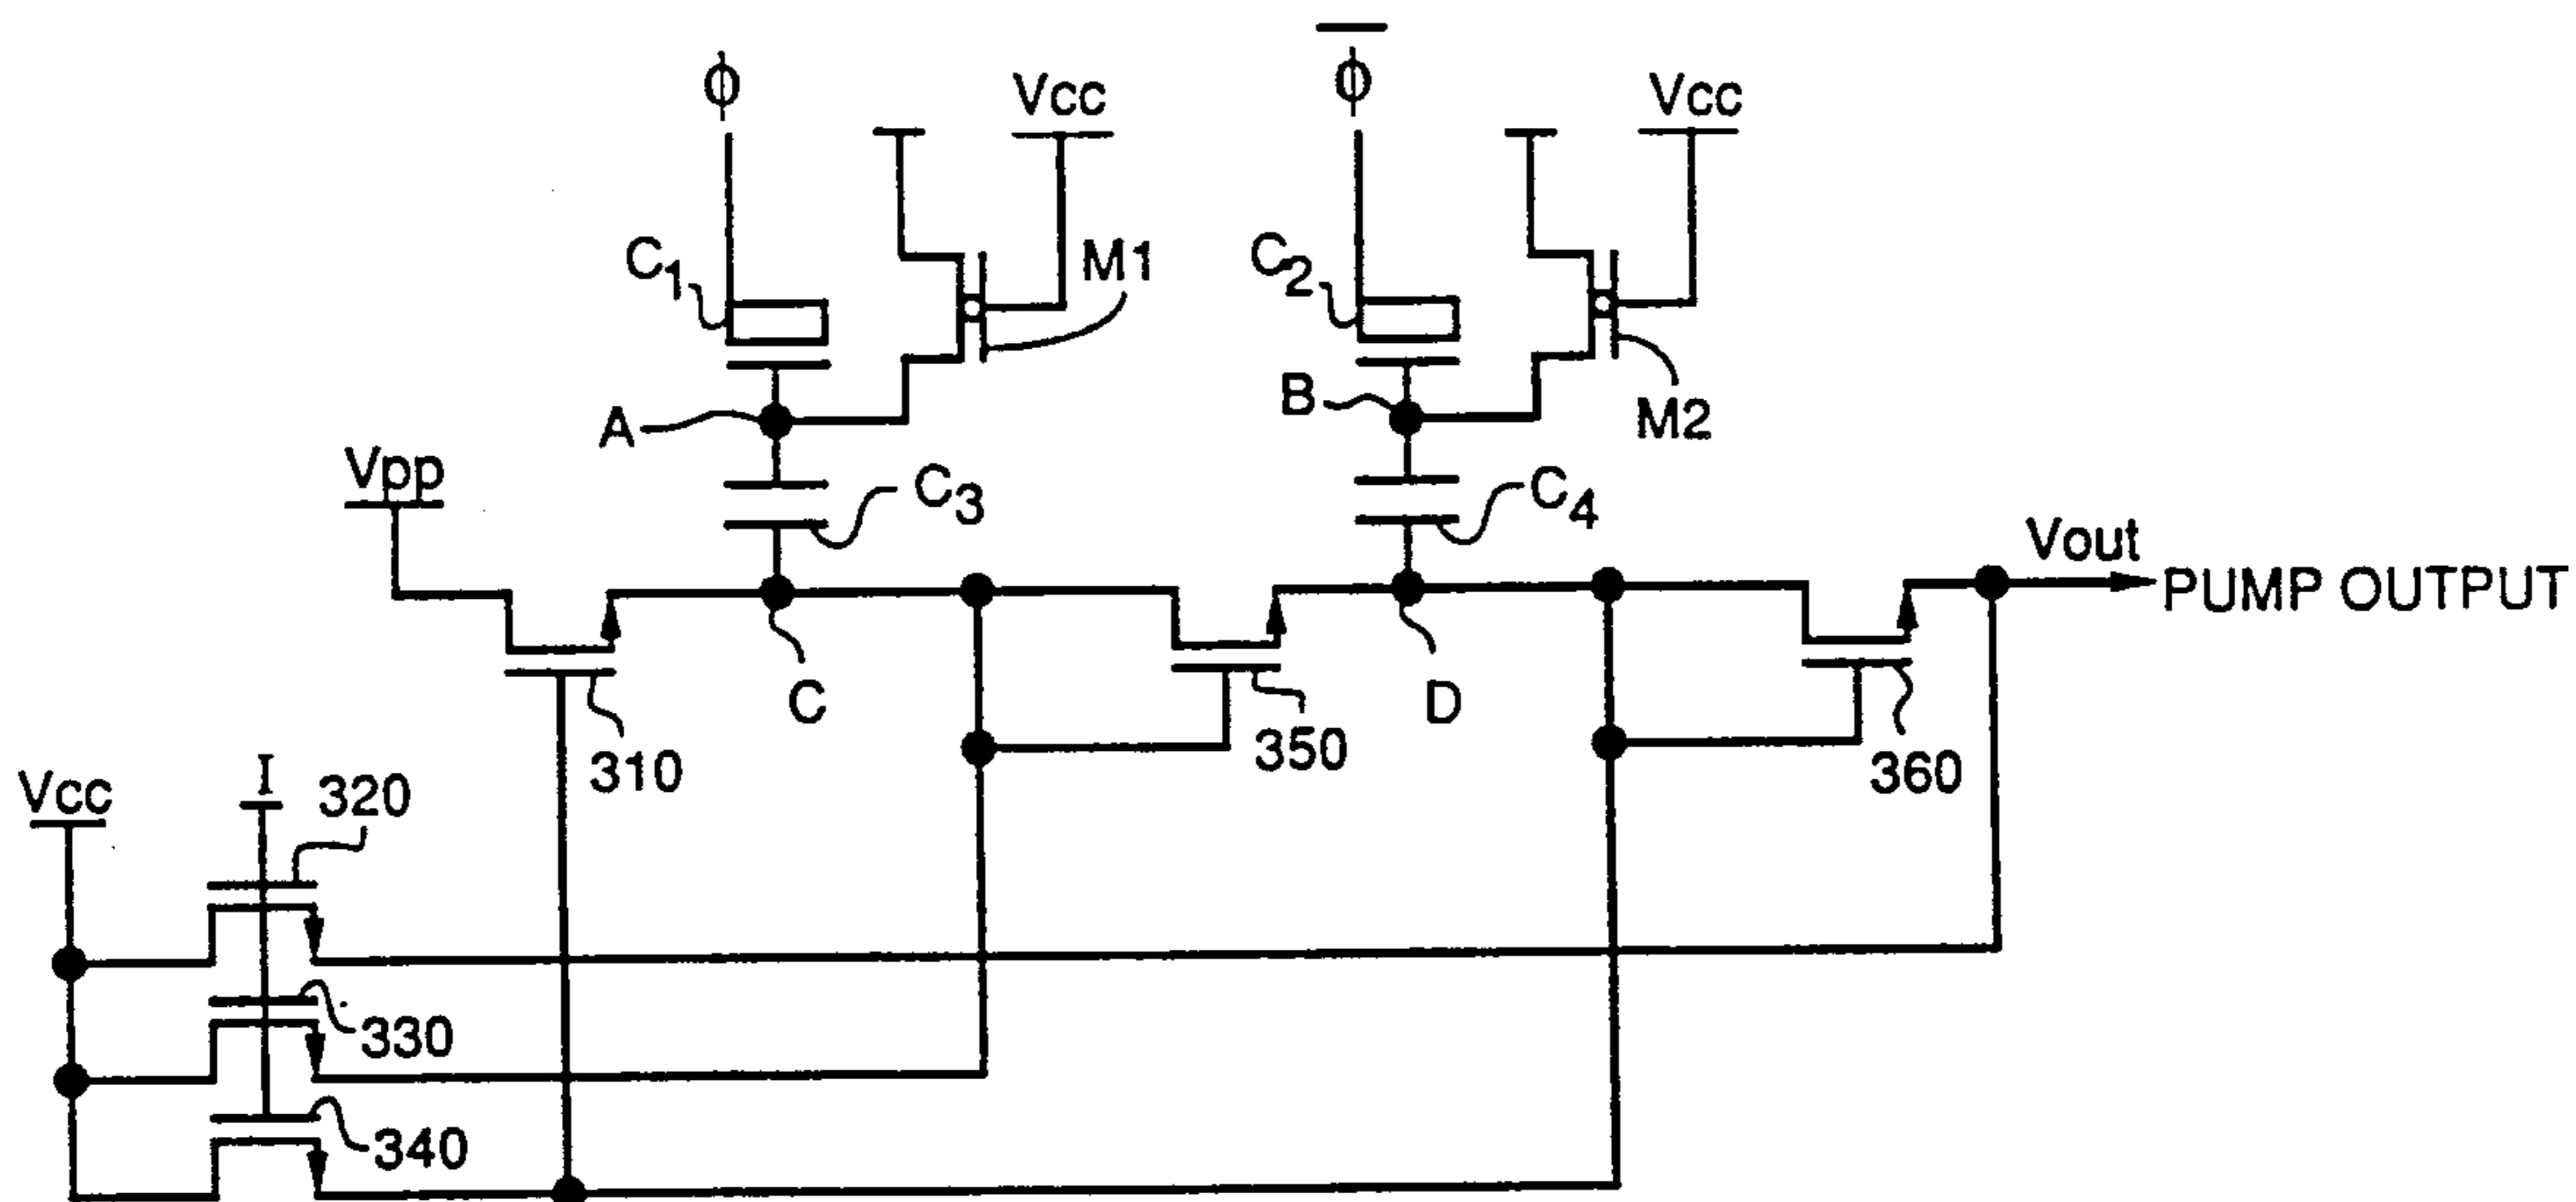 ϕ
Vcc
ϕ̅
Vcc
C1
M1
C2
M2
A
B
Vpp
C3
C4
Vout
PUMP OUTPUT
C
D
310
350
360
Vcc
I
320
330
340